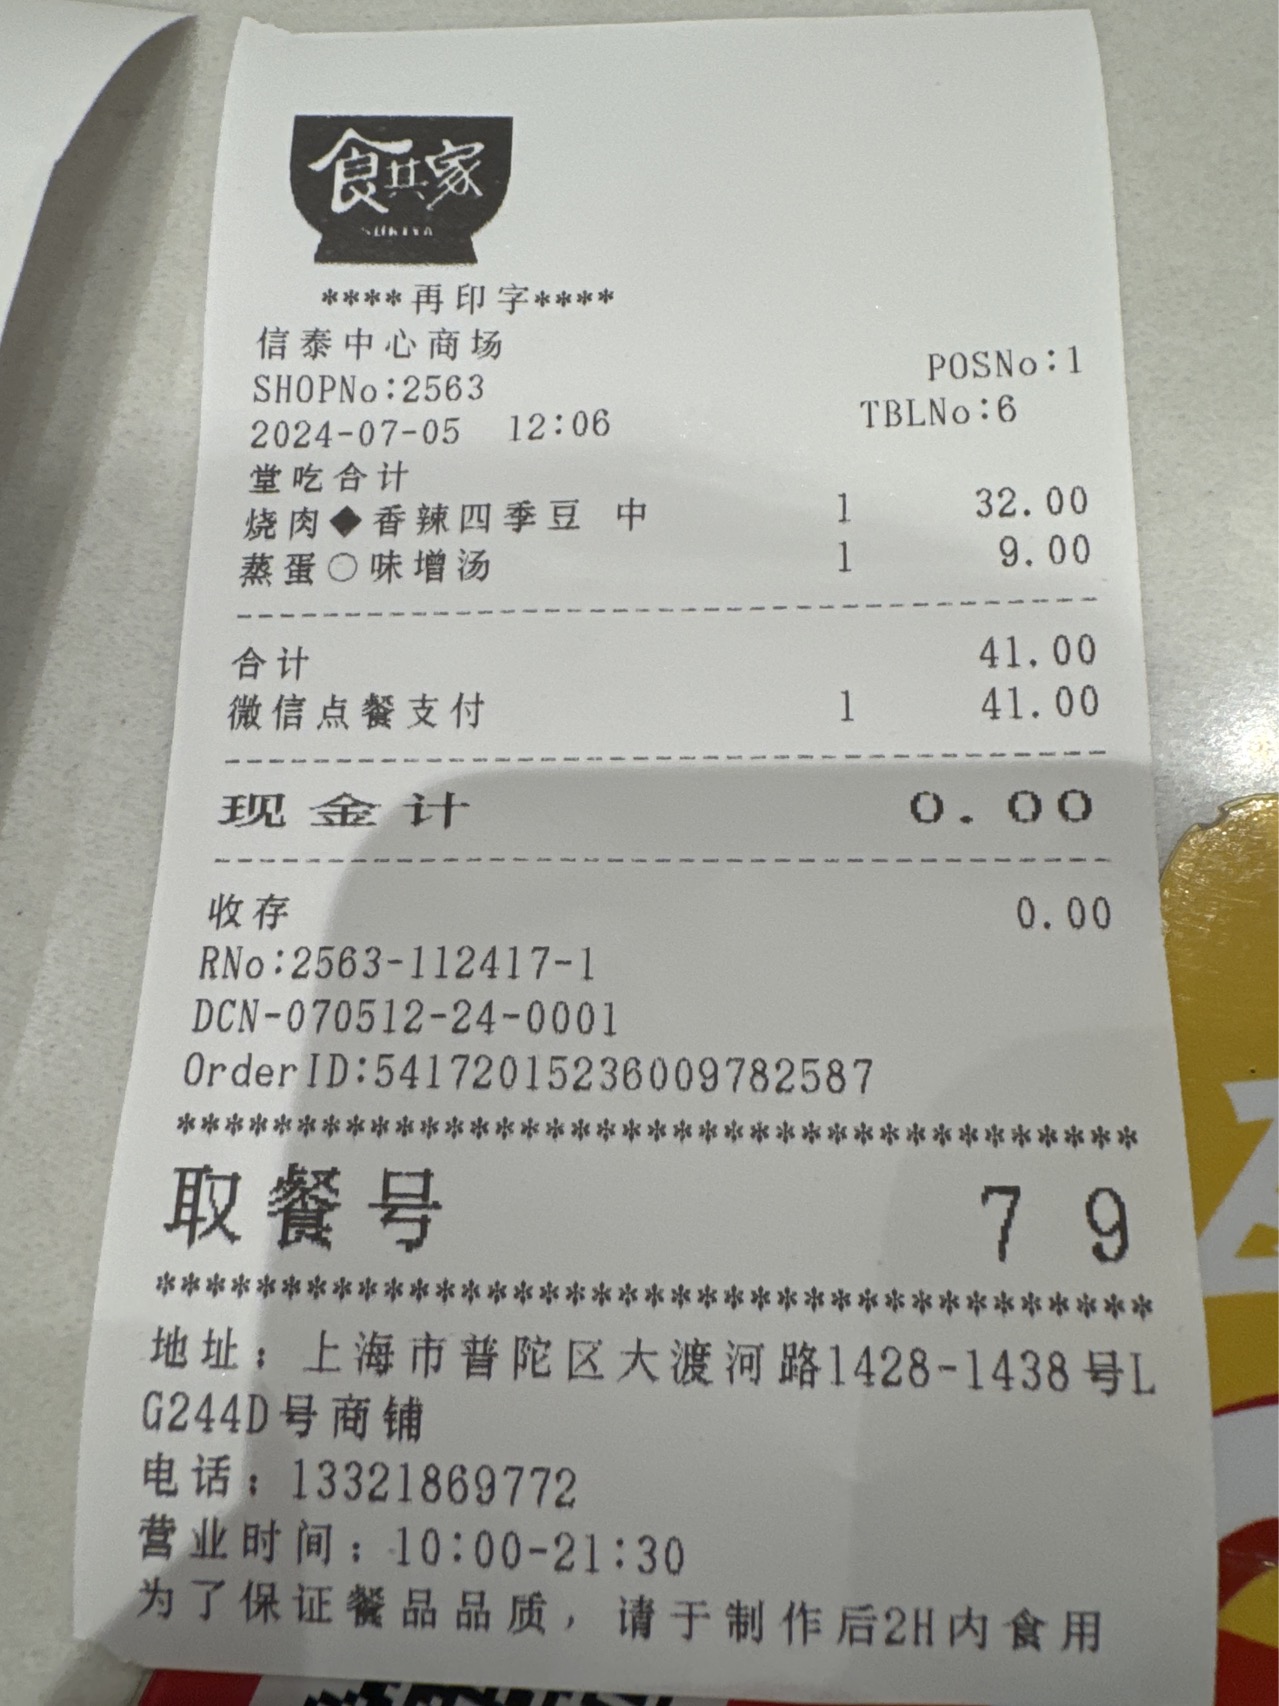 食其家
SUKIYA
****再印字****
信泰中心商场
SHOPNo:2563 POSNo:1
2024-07-05 12:06 TBLNo:6
堂吃合计
烧肉◆香辣四季豆 中 1 32.00
蒸蛋○味增汤 1 9.00
合计 41.00
微信点餐支付 1 41.00
现金计 0.00
收存 0.00
RNo:2563-112417-1
DCN-070512-24-0001
OrderID:541720152360097825​87
*************************************
取餐号 79
*************************************
地址：上海市普陀区大渡河路1428-1438号L
G244D号商铺
电话：13321869772
营业时间：10:00-21:30
为了保证餐品品质，请于制作后2H内食用